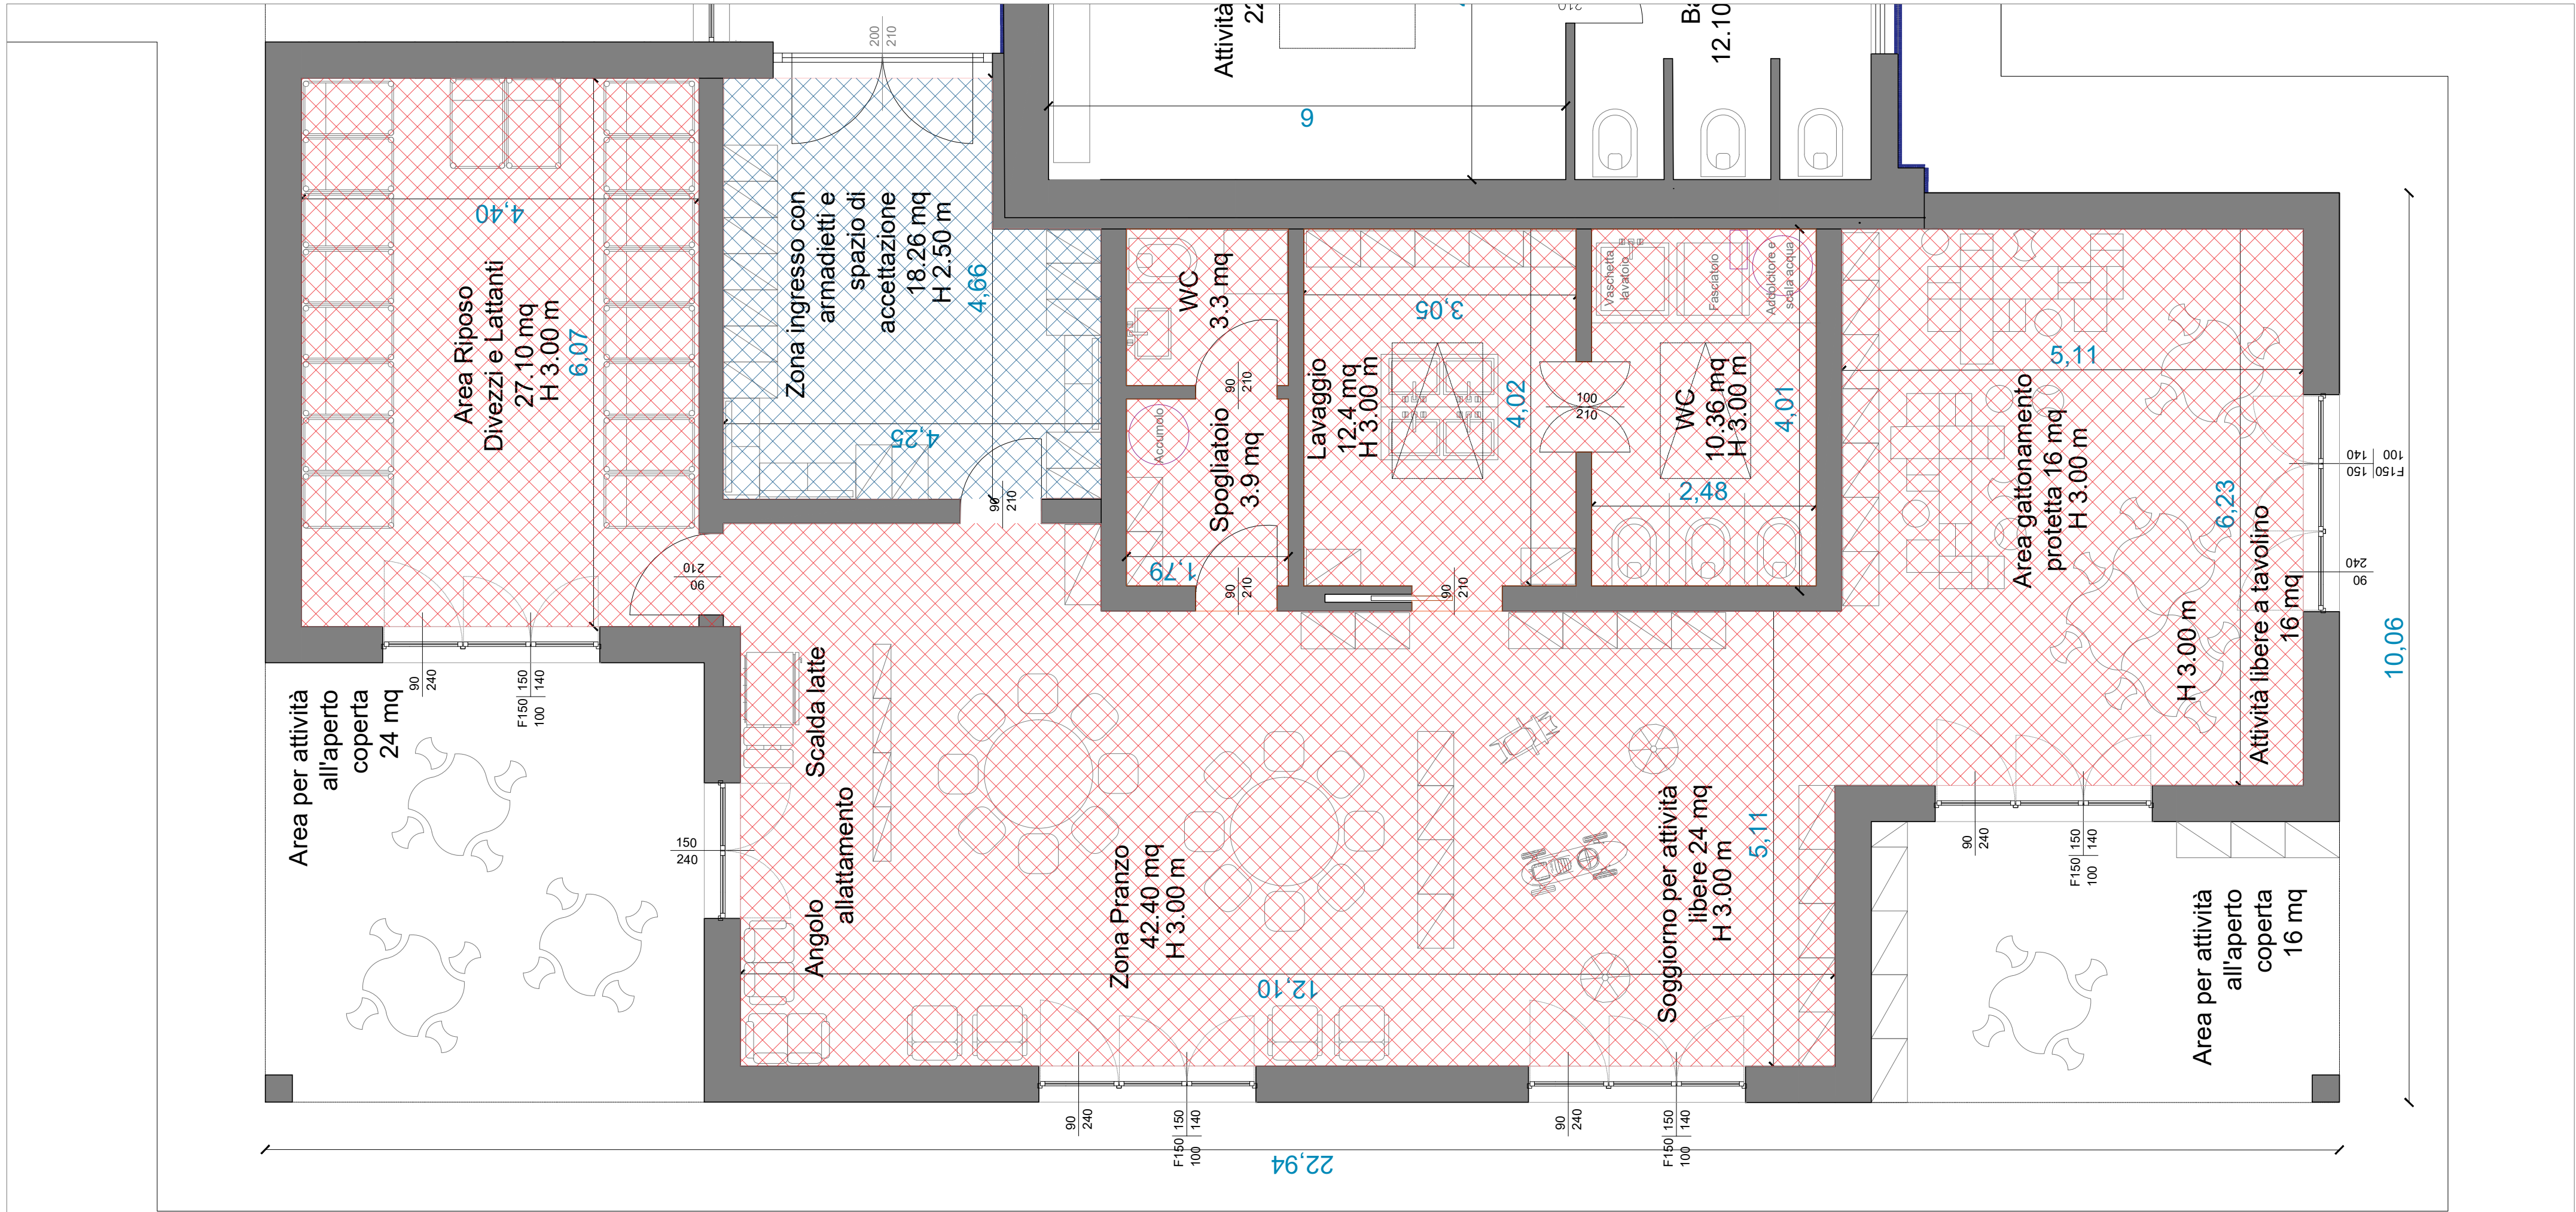 Area Riposo
Divezzi e Lattanti
27.10 mq
H 3.00 m
6,07
4,40
90
210
90
240
F150
150
140
100
Area per attività
all'aperto
coperta
24 mq
150
240
200
210
Zona ingresso con
armadietti e
spazio di
accettazione
18.26 mq
H 2.50 m
4,66
4,25
90
210
Attività
22
6
210
Ba
12.10
WC
3.3 mq
90
210
Accumolo
Spogliatoio
3.9 mq
1,79
90
210
Lavaggio
12.4 mq
H 3.00 m
3,05
4,02
90
210
100
210
Vaschetta
lavatoio
Fasciatoio
Addolcitore e
scala acqua
WC
10.36 mq
H 3.00 m
4,01
2,48
5,11
Area gattonamento
protetta 16 mq
H 3.00 m
6,23
H 3.00 m
Attività libere a tavolino
16 mq
F150
150
140
100
90
240
10,06
Scalda latte
Angolo
allattamento
Zona Pranzo
42.40 mq
H 3.00 m
12,10
Soggiorno per attività
libere 24 mq
H 3.00 m
5,11
90
240
F150
150
140
100
90
240
F150
150
140
100
90
240
F150
150
140
100
Area per attività
all'aperto
coperta
16 mq
22,94